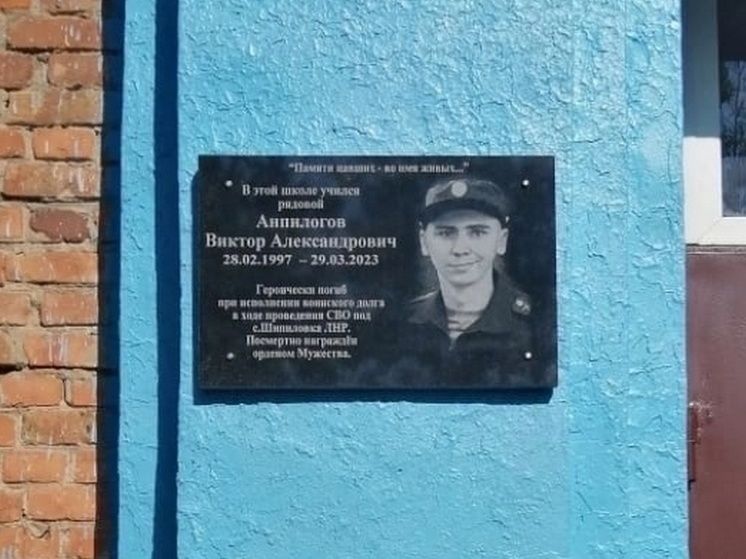 "Памяти павших - во имя живых..."
В этой школе учился
рядовой
Анпилогов
Виктор Александрович
28.02.1997 – 29.03.2023
Героически погиб
при исполнении воинского долга
в ходе проведения СВО под
с.Шипиловка ЛНР.
Посмертно награждён
орденом Мужества.